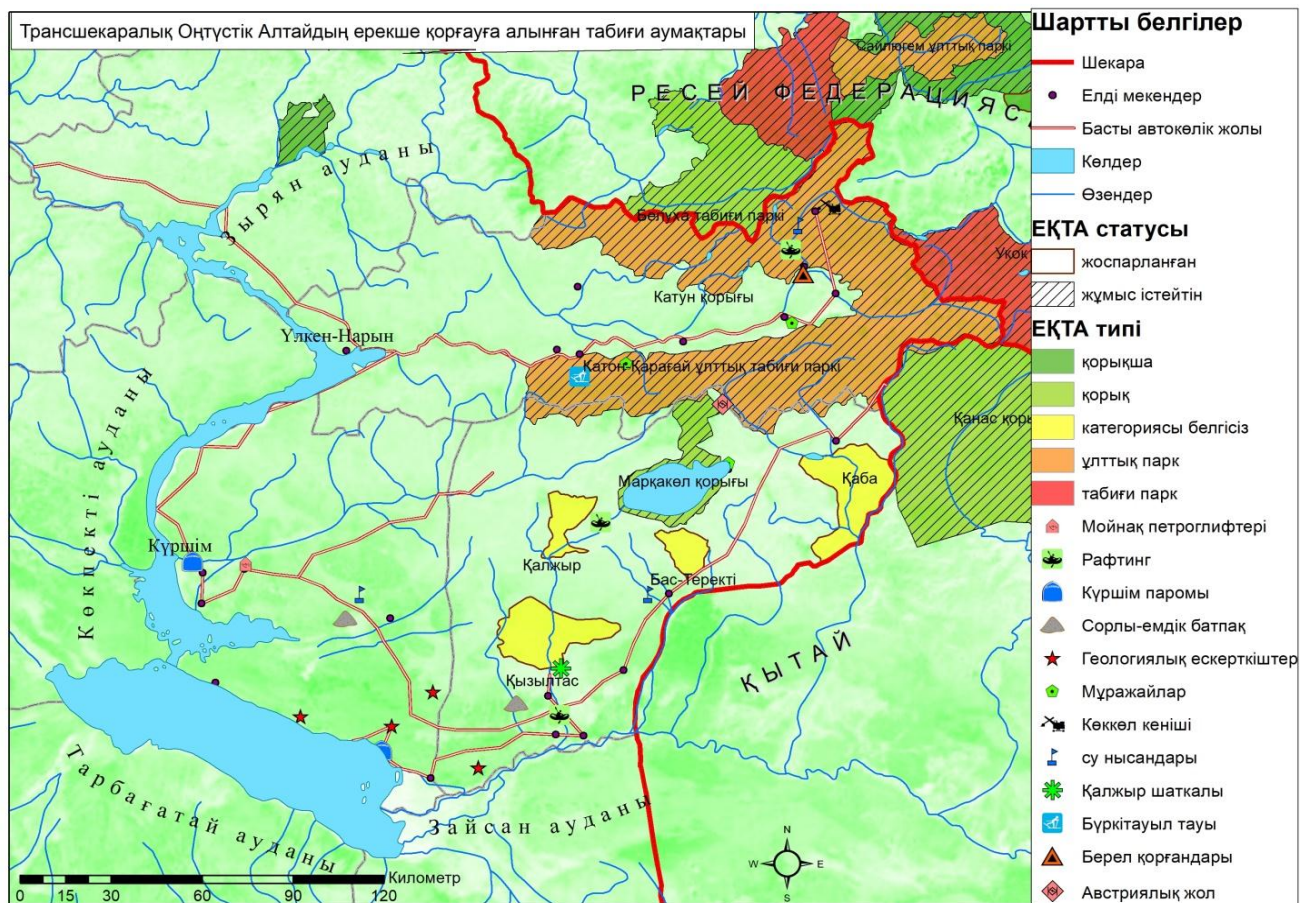 Трансшекаралық Оңтүстік Алтайдың ерекше қорғауға алынған табиғи аумақтары
Сайлюгем ұлттық паркі
РЕСЕЙ ФЕДЕРАЦИЯС
Зырян ауданы
Белуха табиғи паркі
Укок
Катун қорығы
Үлкен-Нарын
Катон-Қарағай ұлттық табиғи паркі
Қанас қоры
Марқакөл қорығы
Қаба
Көкпекті ауданы
Күршім
Қалжыр
Бас-Теректі
ҚЫТАЙ
Қызылтас
Тарбағатай ауданы
Зайсан ауданы
Километр
0 15 30 60 90 120
N
W E
S
Шартты белгілер
Шекара
Елді мекендер
Басты автокөлік жолы
Көлдер
Өзендер
ЕҚТА статусы
жоспарланған
жұмыс істейтін
ЕҚТА типі
қорықша
қорық
категориясы белгісіз
ұлттық парк
табиғи парк
Мойнақ петроглифтері
Рафтинг
Күршім паромы
Сорлы-емдік батпақ
Геологиялық ескерткіштер
Мұражайлар
Көккөл кеніші
су нысандары
Қалжыр шаткалы
Бүркітауыл тауы
Берел қорғандары
Австриялық жол